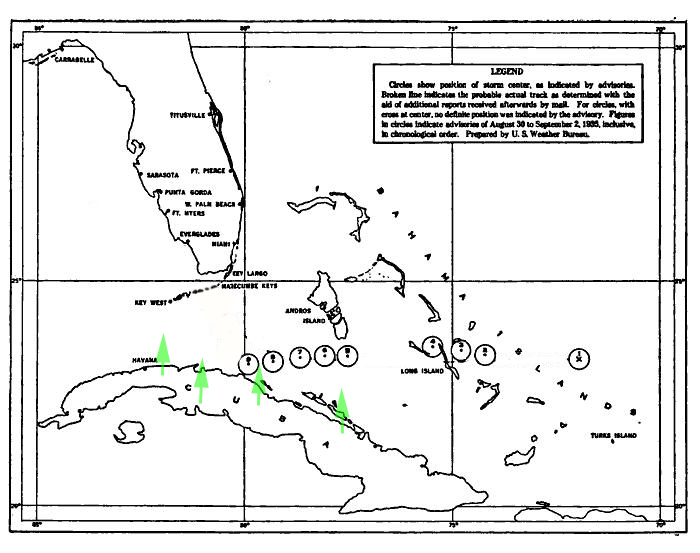 LEGEND
Circles show position of storm center, as indicated by advisories.
Broken line indicates the probable actual track as determined with the
aid of additional reports received afterwards by mail. For circles, with
cross at center, no definite position was indicated by the advisory. Figures
in circles indicate advisories of August 30 to September 2, 1935, inclusive,
in chronological order. Prepared by U. S. Weather Bureau.
CARRABELLE
TITUSVILLE
FT. PIERCE
SARASOTA
PUNTA GORDA
W. PALM BEACH
FT. MYERS
EVERGLADES
MIAMI
KEY LARGO
MATECUMBE KEYS
KEY WEST
ANDROS
ISLAND
BAHAMA
ISLANDS
HAVANA
7
6
4
1
LONG ISLAND
CUBA
TURKS ISLAND